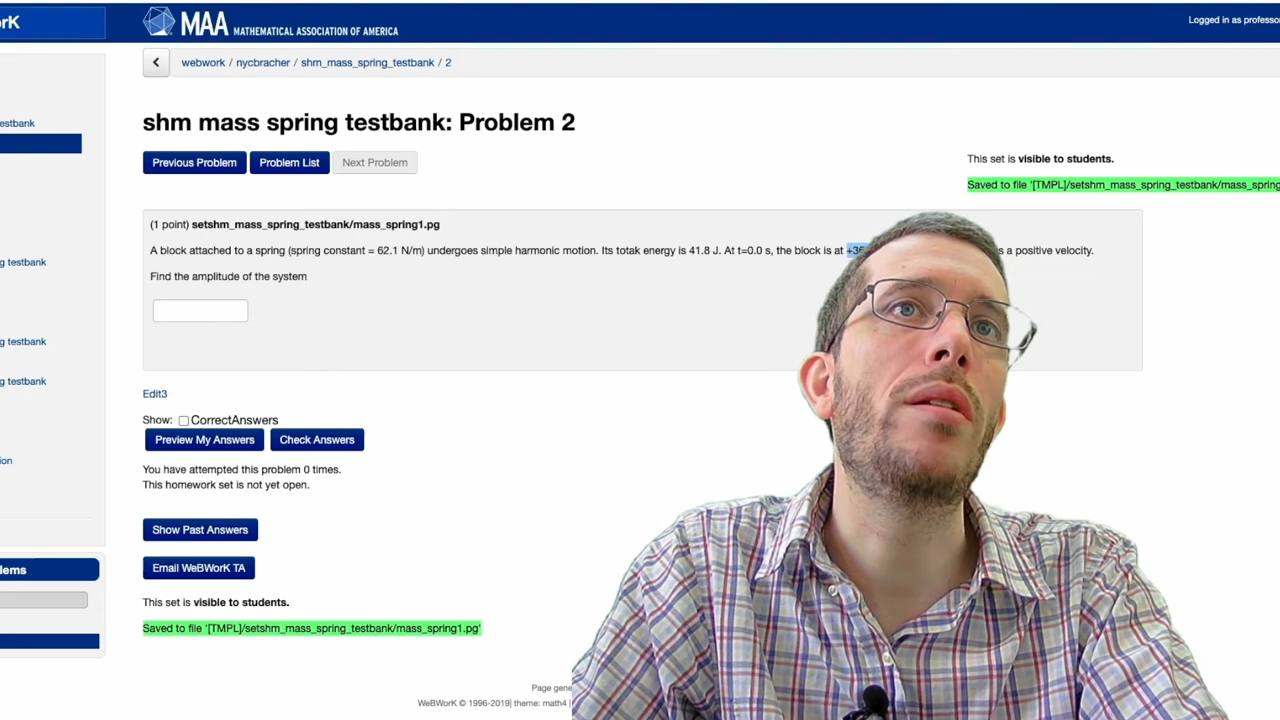 orK
MAA MATHEMATICAL ASSOCIATION OF AMERICA
Logged in as professo
webwork / nycbracher / shm_mass_spring_testbank / 2
estbank
shm mass spring testbank: Problem 2
Previous Problem Problem List Next Problem
This set is visible to students.
Saved to file '[TMPL]/setshm_mass_spring_testbank/mass_spring
(1 point) setshm_mass_spring_testbank/mass_spring1.pg
A block attached to a spring (spring constant = 62.1 N/m) undergoes simple harmonic motion. Its totak energy is 41.8 J. At t=0.0 s, the block is at +36 s a positive velocity.
g testbank
Find the amplitude of the system
g testbank
g testbank
Edit3
Show: CorrectAnswers
Preview My Answers Check Answers
ion
You have attempted this problem 0 times.
This homework set is not yet open.
Show Past Answers
lems
Email WeBWorK TA
This set is visible to students.
Saved to file '[TMPL]/setshm_mass_spring_testbank/mass_spring1.pg'
Page gene
WeBWorK © 1996-2019| theme: math4 |